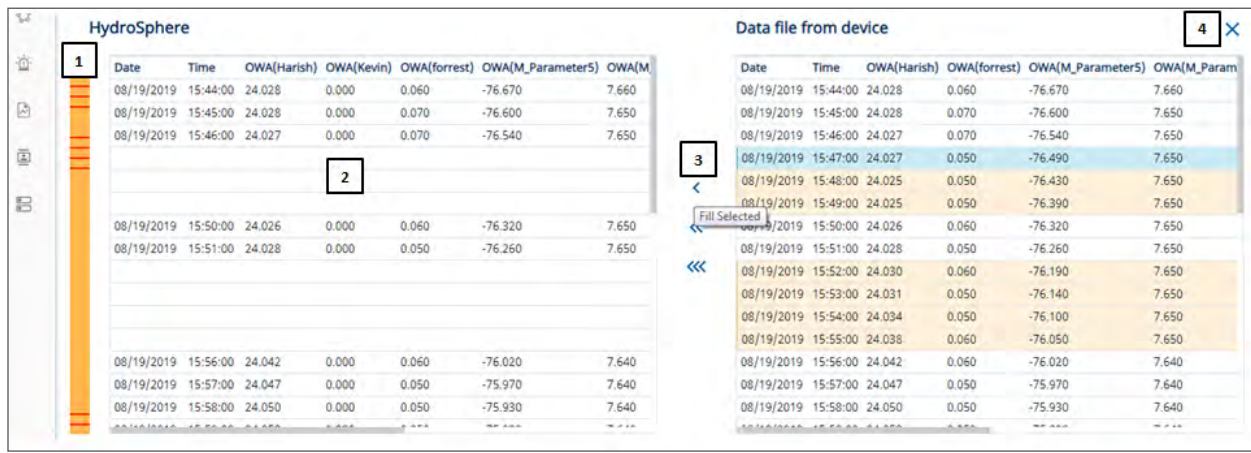 HydroSphere
Data file from device
4
1
Date Time OWA(Harish) OWA(Kevin) OWA(forrest) OWA(M_Parameter5) OWA(M_
Date Time OWA(Harish) OWA(forrest) OWA(M_Parameter5) OWA(M_Param
08/19/2019 15:44:00 24.028 0.000 0.060 -76.670 7.660
08/19/2019 15:44:00 24.028 0.060 -76.670 7.660
08/19/2019 15:45:00 24.028 0.000 0.070 -76.600 7.650
08/19/2019 15:45:00 24.028 0.070 -76.600 7.650
08/19/2019 15:46:00 24.027 0.000 0.070 -76.540 7.650
08/19/2019 15:46:00 24.027 0.070 -76.540 7.650
2
3
08/19/2019 15:47:00 24.027 0.050 -76.490 7.650
08/19/2019 15:48:00 24.025 0.050 -76.430 7.650
08/19/2019 15:49:00 24.025 0.050 -76.390 7.650
Fill Selected
08/19/2019 15:50:00 24.026 0.000 0.060 -76.320 7.650
15:50:00 24.026 0.060 -76.320 7.650
08/19/2019 15:51:00 24.028 0.000 0.050 -76.260 7.650
08/19/2019 15:51:00 24.028 0.050 -76.260 7.650
08/19/2019 15:52:00 24.030 0.060 -76.190 7.650
08/19/2019 15:53:00 24.031 0.050 -76.140 7.650
08/19/2019 15:54:00 24.034 0.050 -76.100 7.650
08/19/2019 15:55:00 24.038 0.060 -76.050 7.650
08/19/2019 15:56:00 24.042 0.000 0.060 -76.020 7.640
08/19/2019 15:56:00 24.042 0.060 -76.020 7.640
08/19/2019 15:57:00 24.047 0.000 0.050 -75.970 7.640
08/19/2019 15:57:00 24.047 0.050 -75.970 7.640
08/19/2019 15:58:00 24.050 0.000 0.050 -75.930 7.640
08/19/2019 15:58:00 24.050 0.050 -75.930 7.640